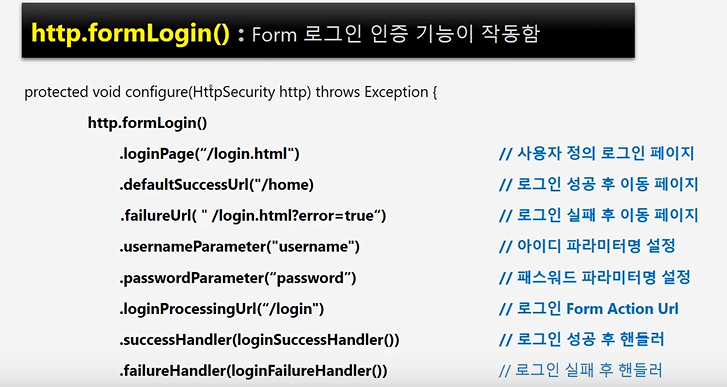 http.formLogin() : Form 로그인 인증 기능이 작동함
protected void configure(HttpSecurity http) throws Exception {
http.formLogin()
.loginPage(“/login.html") // 사용자 정의 로그인 페이지
.defaultSuccessUrl("/home) // 로그인 성공 후 이동 페이지
.failureUrl( " /login.html?error=true“) // 로그인 실패 후 이동 페이지
.usernameParameter("username") // 아이디 파라미터명 설정
.passwordParameter(“password”) // 패스워드 파라미터명 설정
.loginProcessingUrl(“/login") // 로그인 Form Action Url
.successHandler(loginSuccessHandler()) // 로그인 성공 후 핸들러
.failureHandler(loginFailureHandler()) // 로그인 실패 후 핸들러